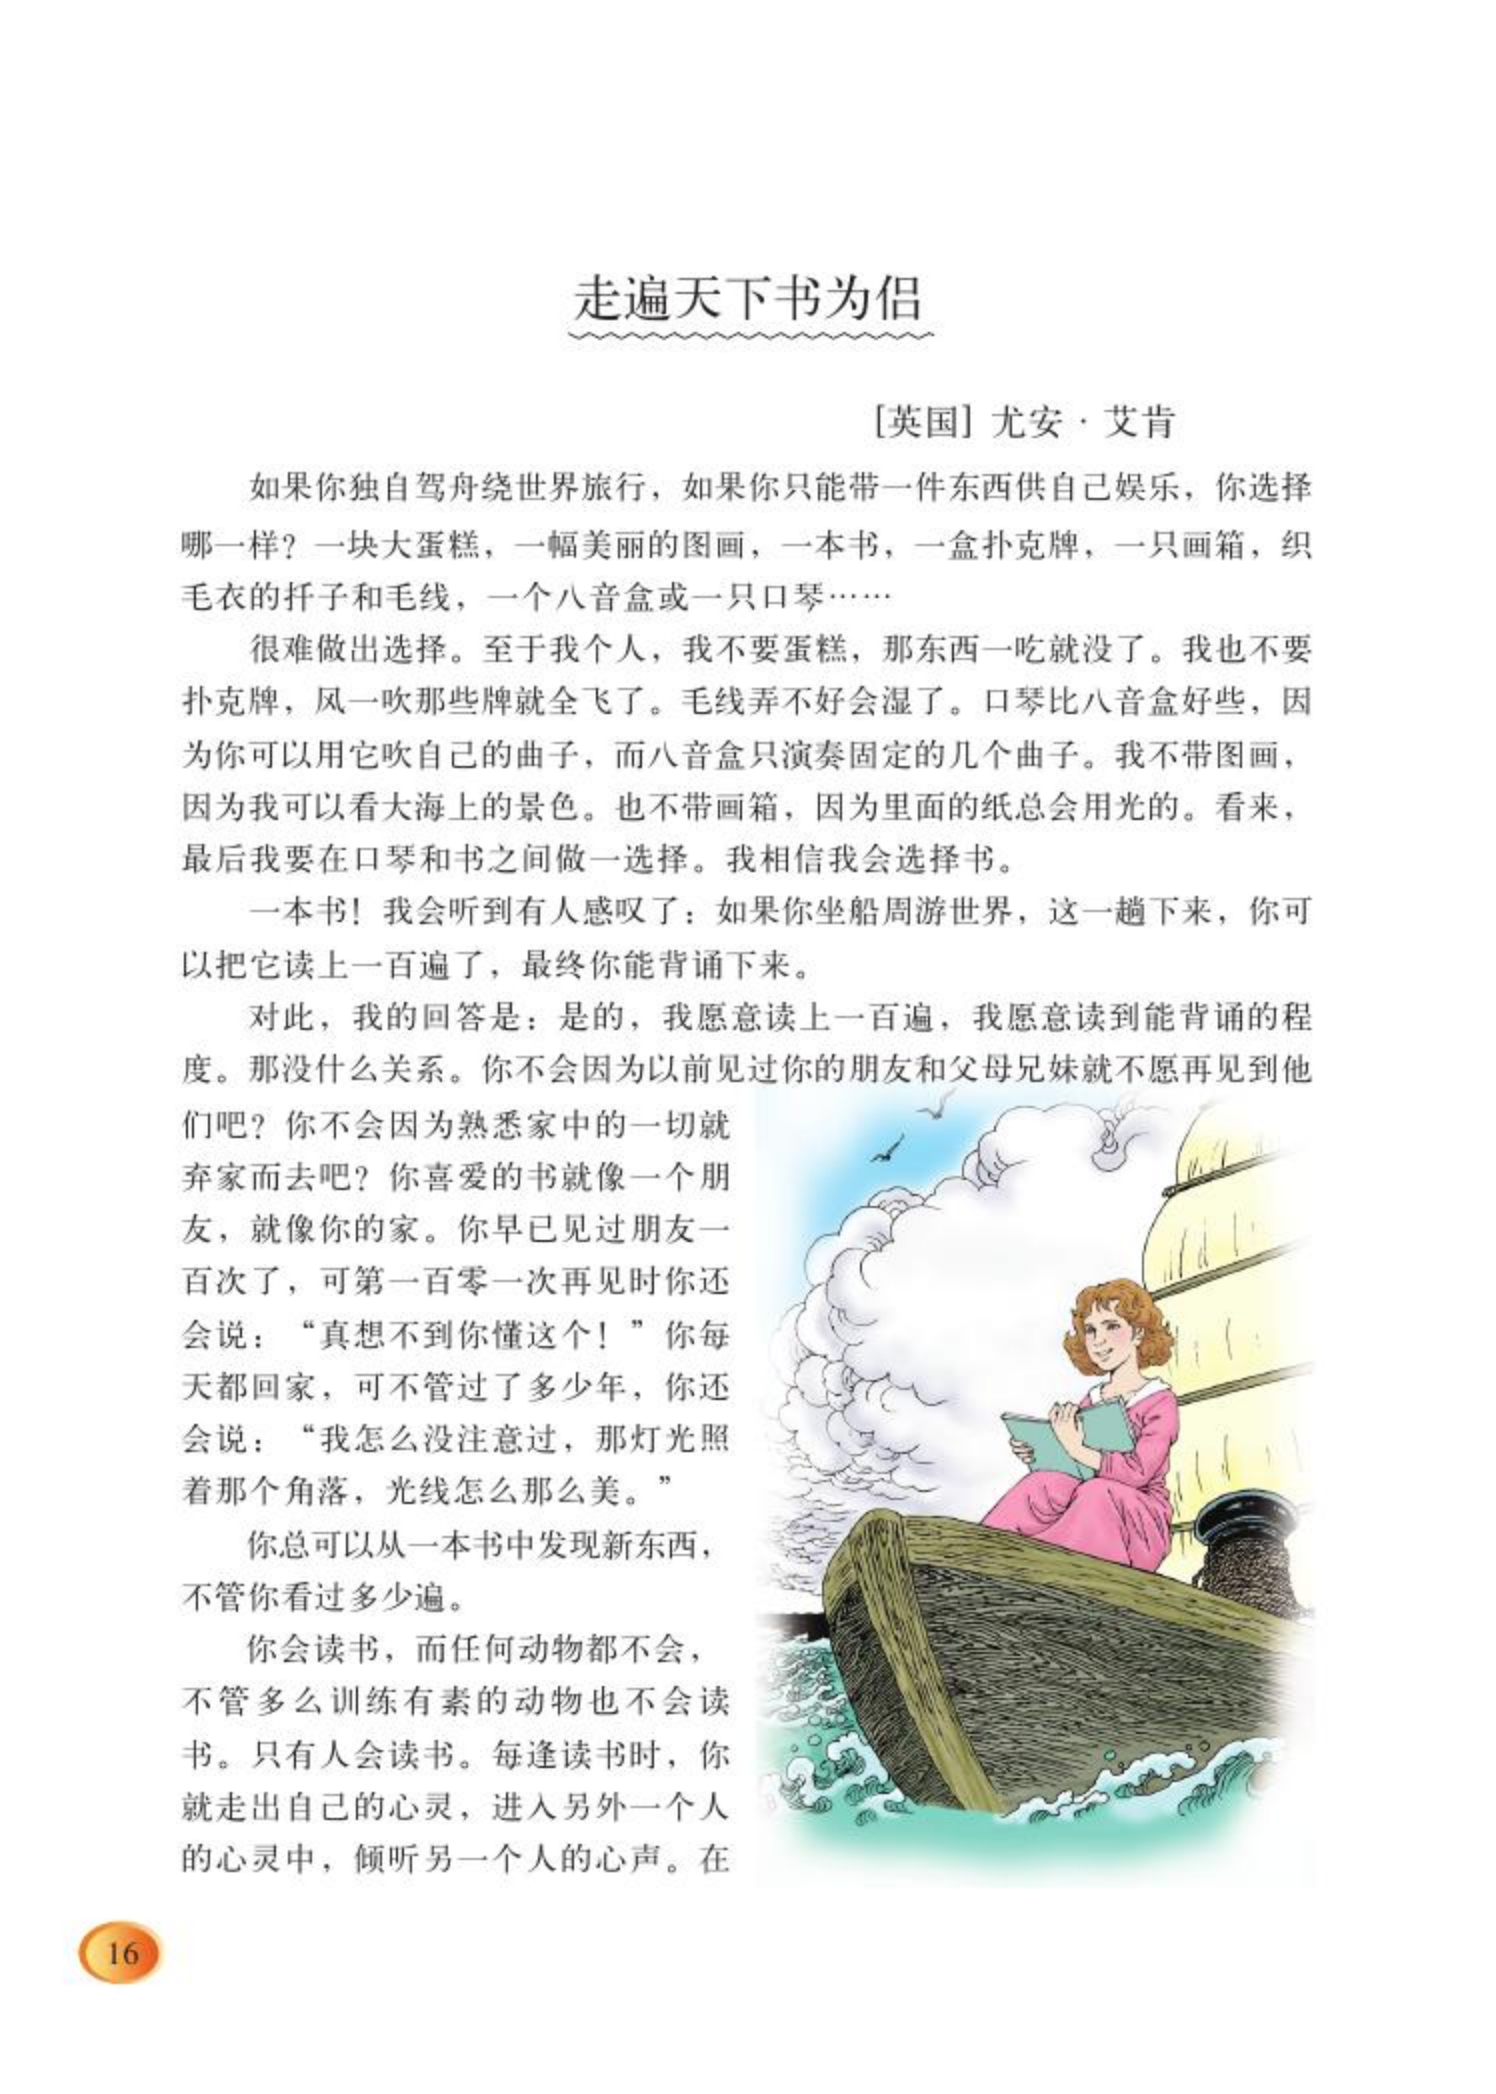 走遍天下书为侣
[英国] 尤安·艾肯
如果你独自驾舟绕世界旅行，如果你只能带一件东西供自己娱乐，你选择
哪一样？一块大蛋糕，一幅美丽的图画，一本书，一盒扑克牌，一只画箱，织
毛衣的扦子和毛线，一个八音盒或一只口琴……
很难做出选择。至于我个人，我不要蛋糕，那东西一吃就没了。我也不要
扑克牌，风一吹那些牌就全飞了。毛线弄不好会湿了。口琴比八音盒好些，因
为你可以用它吹自己的曲子，而八音盒只演奏固定的几个曲子。我不带图画，
因为我可以看大海上的景色。也不带画箱，因为里面的纸总会用光的。看来，
最后我要在口琴和书之间做一选择。我相信我会选择书。
一本书！我会听到有人感叹了：如果你坐船周游世界，这一趟下来，你可
以把它读上一百遍了，最终你能背诵下来。
对此，我的回答是：是的，我愿意读上一百遍，我愿意读到能背诵的程
度。那没什么关系。你不会因为以前见过你的朋友和父母兄妹就不愿再见到他
们吧？你不会因为熟悉家中的一切就
弃家而去吧？你喜爱的书就像一个朋
友，就像你的家。你早已见过朋友一
百次了，可第一百零一次再见时你还
会说：“真想不到你懂这个！”你每
天都回家，可不管过了多少年，你还
会说：“我怎么没注意过，那灯光照
着那个角落，光线怎么那么美。”
你总可以从一本书中发现新东西，
不管你看过多少遍。
你会读书，而任何动物都不会，
不管多么训练有素的动物也不会读
书。只有人会读书。每逢读书时，你
就走出自己的心灵，进入另外一个人
的心灵中，倾听另一个人的心声。在
16